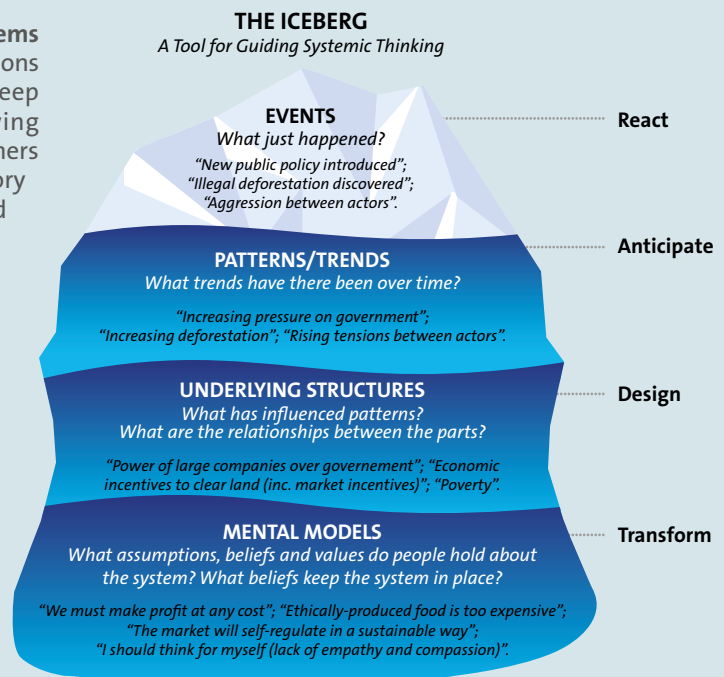 THE ICEBERG
A Tool for Guiding Systemic Thinking
ems
ions
eep
ing
ners
ory
d
EVENTS
What just happened?
“New public policy introduced”;
“Illegal deforestation discovered”;
“Aggression between actors”.
React
Anticipate
PATTERNS/TRENDS
What trends have there been over time?
“Increasing pressure on government”;
“Increasing deforestation”; “Rising tensions between actors”.
UNDERLYING STRUCTURES
What has influenced patterns?
What are the relationships between the parts?
“Power of large companies over governement”; “Economic
incentives to clear land (inc. market incentives)”; “Poverty”.
Design
MENTAL MODELS
What assumptions, beliefs and values do people hold about
the system? What beliefs keep the system in place?
“We must make profit at any cost”; “Ethically-produced food is too expensive”;
“The market will self-regulate in a sustainable way”;
“I should think for myself (lack of empathy and compassion)”.
Transform